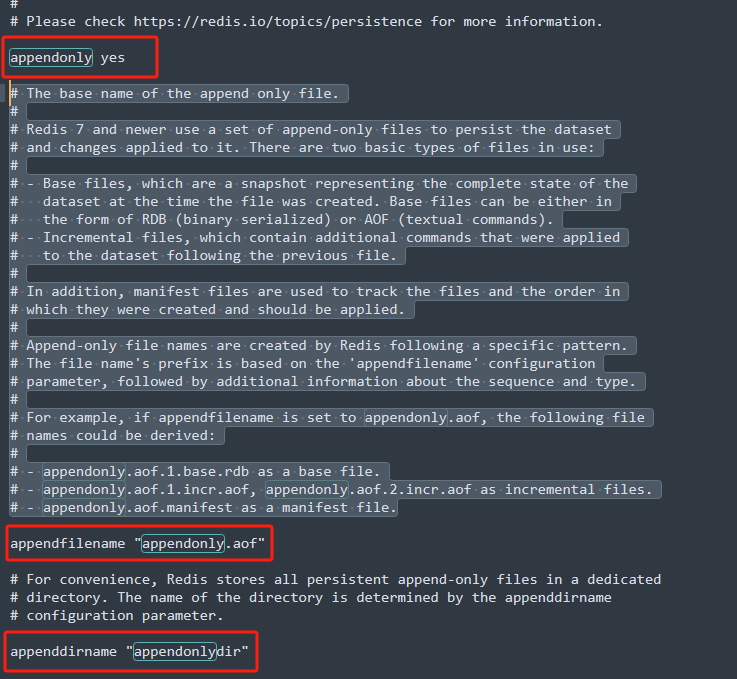 #
# Please check https://redis.io/topics/persistence for more information.
appendonly yes
# The base name of the append only file.
#
# Redis 7 and newer use a set of append-only files to persist the dataset
# and changes applied to it. There are two basic types of files in use:
#
# - Base files, which are a snapshot representing the complete state of the
#   dataset at the time the file was created. Base files can be either in
#   the form of RDB (binary serialized) or AOF (textual commands).
# - Incremental files, which contain additional commands that were applied
#   to the dataset following the previous file.
#
# In addition, manifest files are used to track the files and the order in
# which they were created and should be applied.
#
# Append-only file names are created by Redis following a specific pattern.
# The file name's prefix is based on the 'appendfilename' configuration
# parameter, followed by additional information about the sequence and type.
#
# For example, if appendfilename is set to appendonly.aof, the following file
# names could be derived:
#
# - appendonly.aof.1.base.rdb as a base file.
# - appendonly.aof.1.incr.aof, appendonly.aof.2.incr.aof as incremental files.
# - appendonly.aof.manifest as a manifest file.
appendfilename "appendonly.aof"
# For convenience, Redis stores all persistent append-only files in a dedicated
# directory. The name of the directory is determined by the appenddirname
# configuration parameter.
appenddirname "appendonlydir"